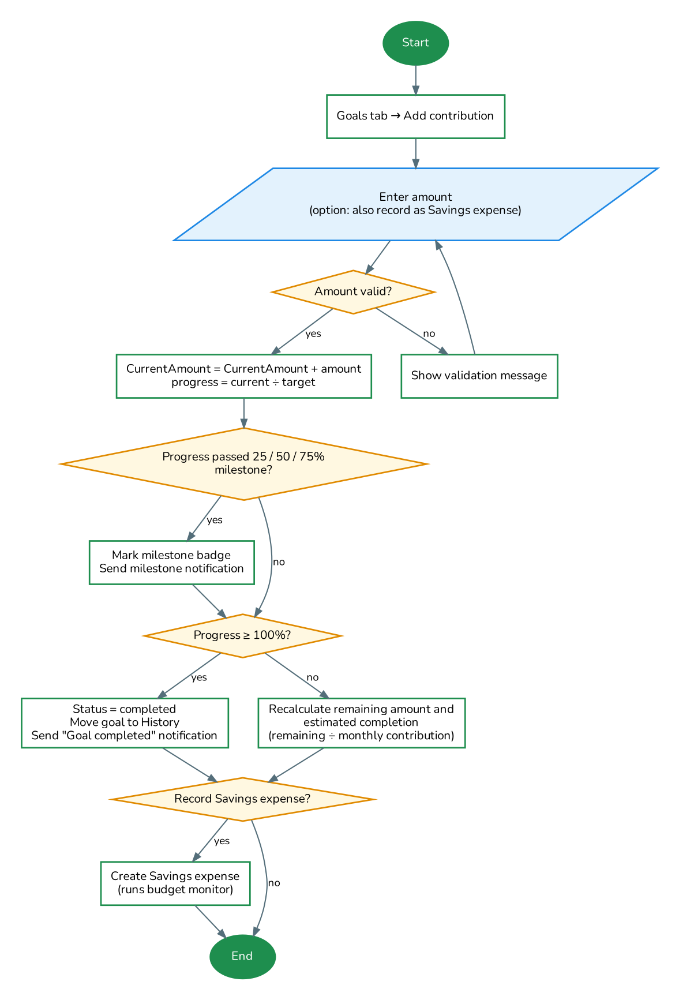 Start
Goals tab → Add contribution
Enter amount
(option: also record as Savings expense)
Amount valid?
yes
no
CurrentAmount = CurrentAmount + amount
progress = current ÷ target
Show validation message
Progress passed 25 / 50 / 75%
milestone?
yes
Mark milestone badge
Send milestone notification
no
Progress ≥ 100%?
yes
no
Status = completed
Move goal to History
Send "Goal completed" notification
Recalculate remaining amount and
estimated completion
(remaining ÷ monthly contribution)
Record Savings expense?
yes
Create Savings expense
(runs budget monitor)
no
End